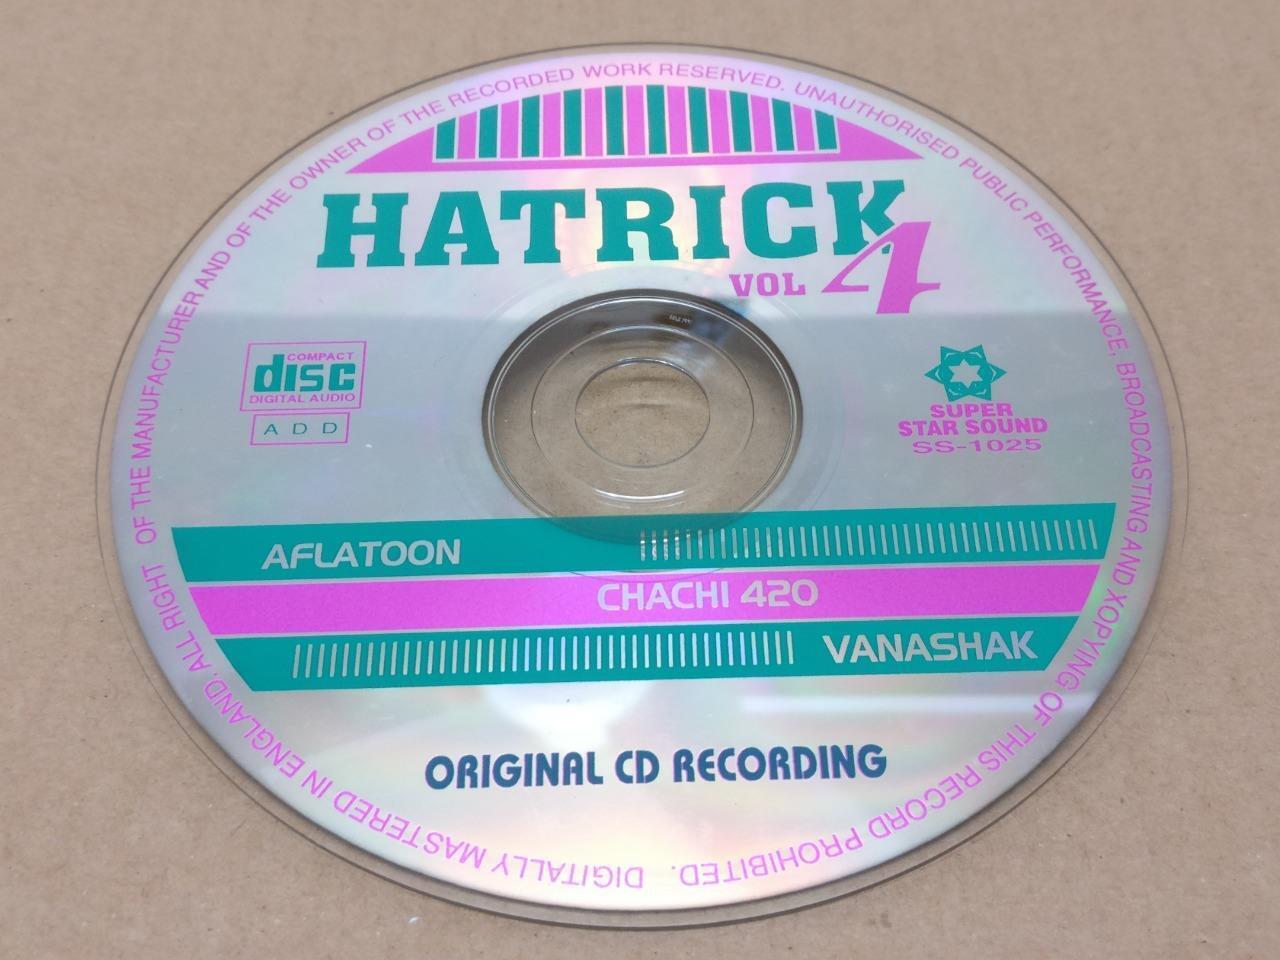 OF THE MANUFACTURER AND OF THE OWNER OF THE RECORDED WORK RESERVED. UNAUTHORISED PUBLIC PERFORMANCE, BROADCASTING AND XOPYING OF THIS RECORD PROHIBITED. DIGITALLY MASTERED IN ENGLAND. ALL RIGHT
HATRICK
VOL 4
COMPACT
disc
DIGITAL AUDIO
A D D
SUPER
STAR SOUND
SS-1025
AFLATOON
CHACHI 420
VANASHAK
ORIGINAL CD RECORDING